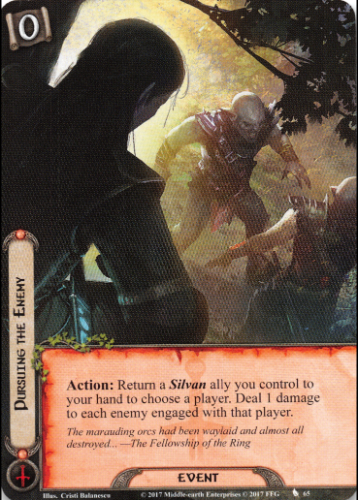 0
PURSUING THE ENEMY
Action: Return a Silvan ally you control to
your hand to choose a player. Deal 1 damage
to each enemy engaged with that player.
The marauding orcs had been waylaid and almost all
destroyed... —The Fellowship of the Ring
EVENT
Illus. Cristi Balanescu © 2017 Middle-earth Enterprises © 2017 FFG 65